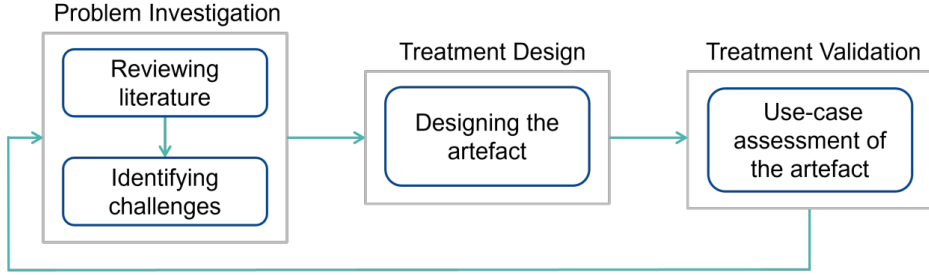 Problem Investigation
Reviewing
literature
Identifying
challenges
Treatment Design
Designing the
artefact
Treatment Validation
Use-case
assessment of
the artefact